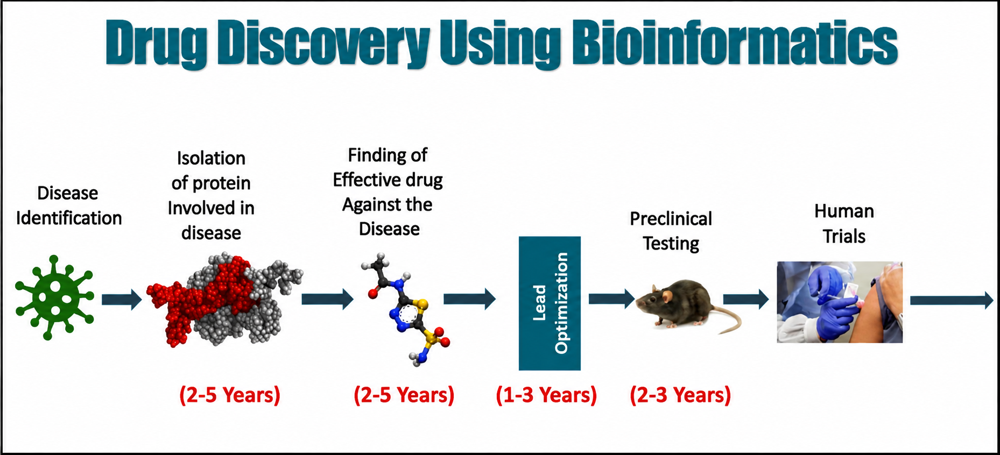 Drug Discovery Using Bioinformatics
Disease
Identification
Isolation
of protein
Involved in
disease
Finding of
Effective drug
Against the
Disease
Lead
Optimization
Preclinical
Testing
Human
Trials
(2-5 Years)
(2-5 Years)
(1-3 Years)
(2-3 Years)